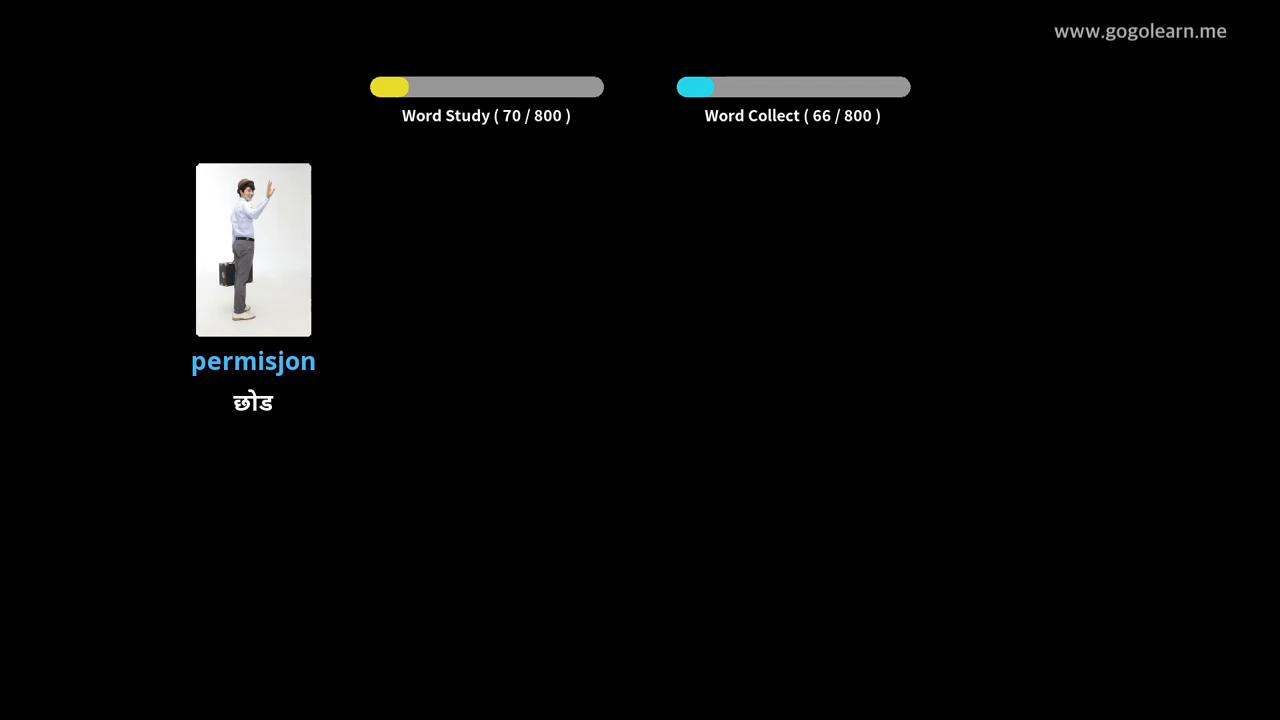 www.gogolearn.me
Word Study ( 70 / 800 )
Word Collect ( 66 / 800 )
permisjon
छोड